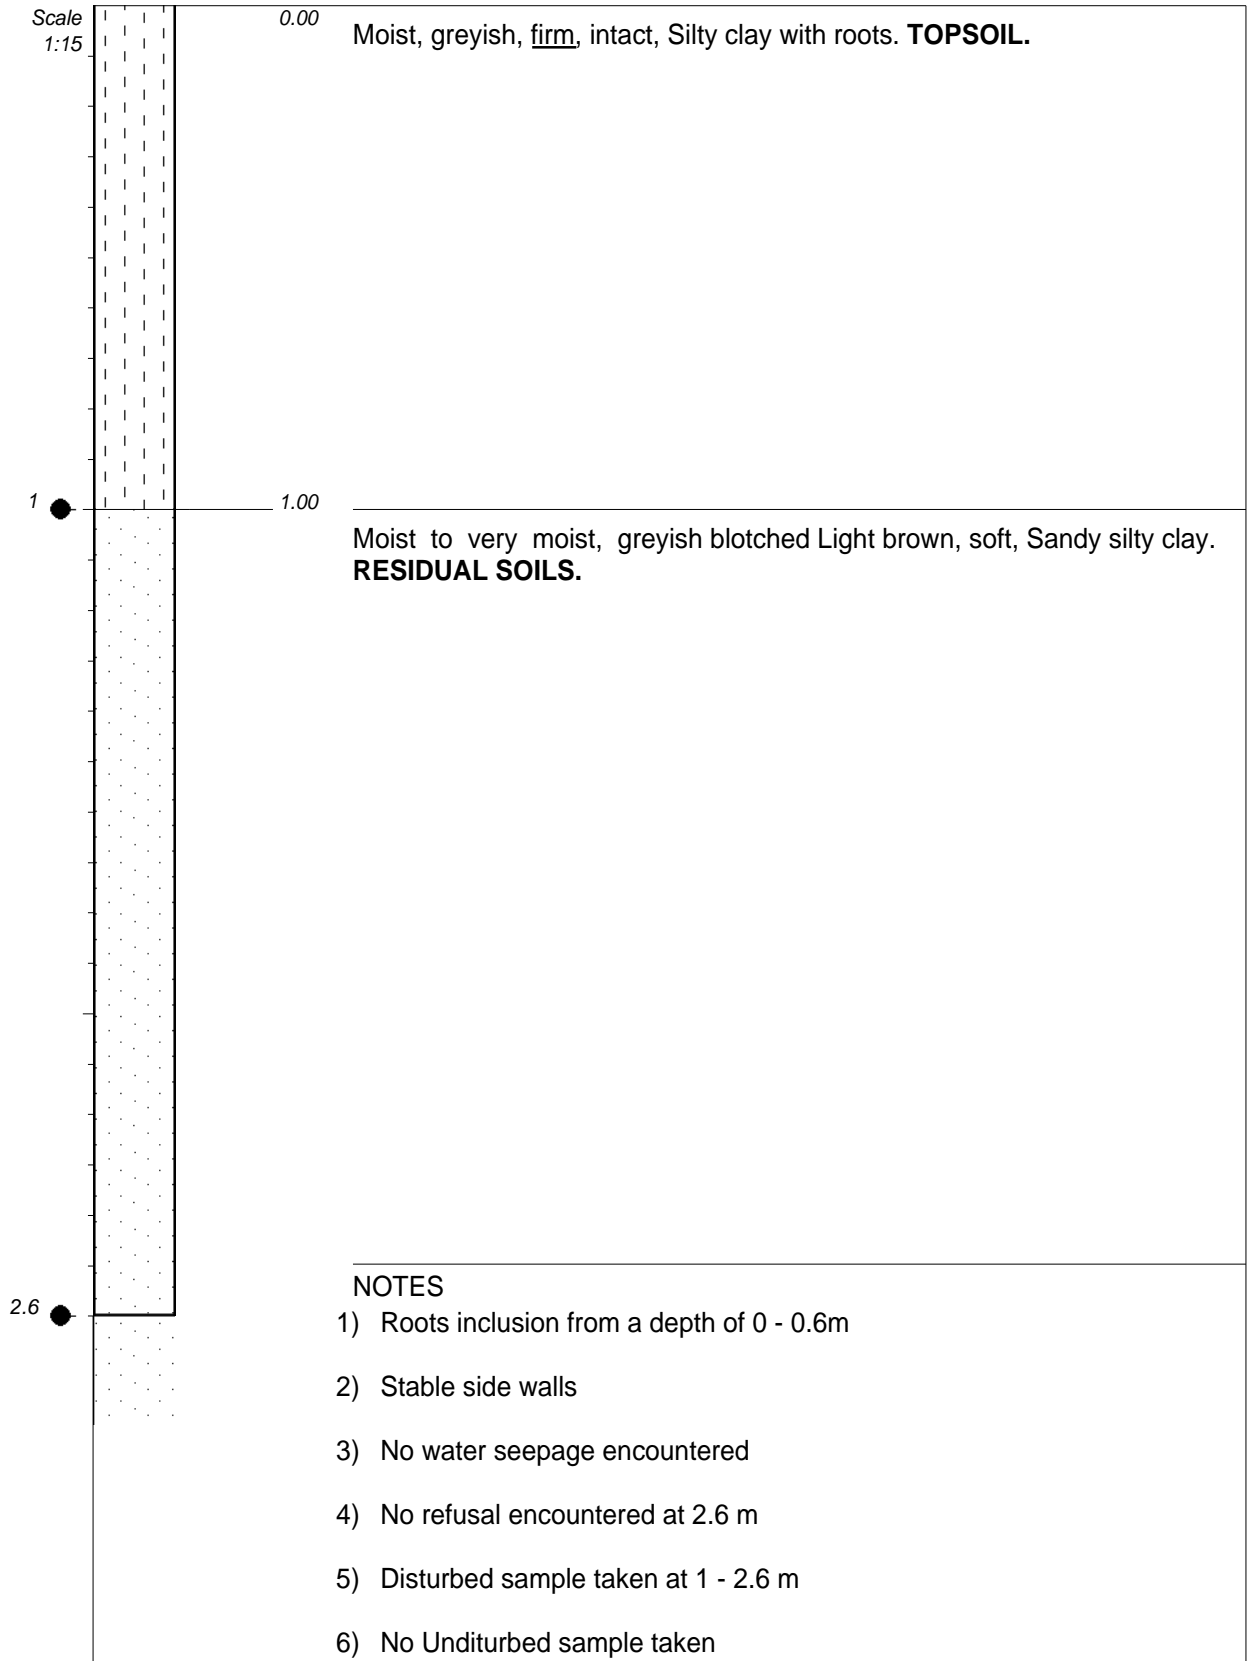 Scale
1:15
0.00
Moist, greyish, firm, intact, Silty clay with roots. TOPSOIL.
1
1.00
Moist to very moist, greyish blotched Light brown, soft, Sandy silty clay.
RESIDUAL SOILS.
NOTES
2.6
1) Roots inclusion from a depth of 0 - 0.6m
2) Stable side walls
3) No water seepage encountered
4) No refusal encountered at 2.6 m
5) Disturbed sample taken at 1 - 2.6 m
6) No Unditurbed sample taken